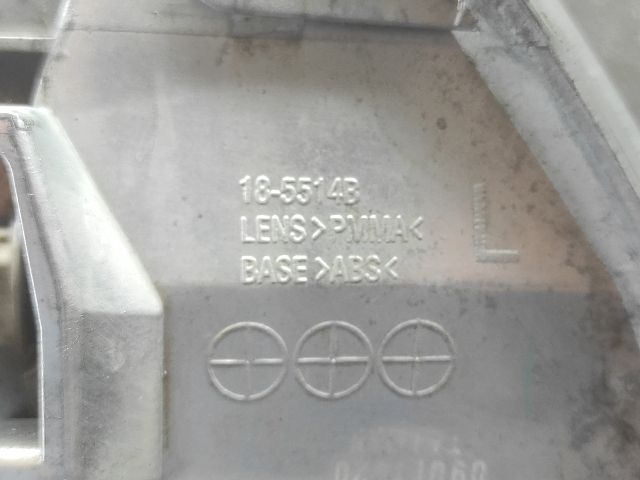 18-5514B
LENS>PMMA<
L
BASE>ABS<